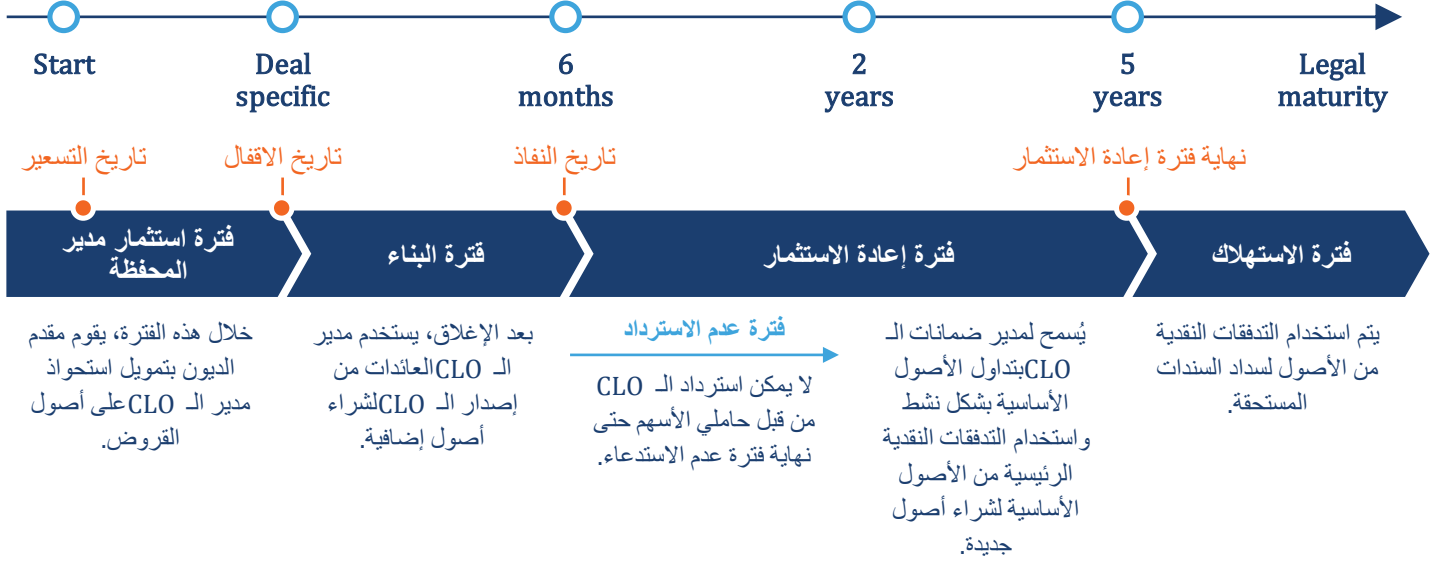 Start
Deal
specific
6
months
2
years
5
years
Legal
maturity
تاريخ التسعير
تاريخ الاقفال
تاريخ النفاذ
نهاية فترة إعادة الاستثمار
فترة استثمار مدير
المحفظة
قترة البناء
فترة إعادة الاستثمار
فترة الاستهلاك
خلال هذه الفترة، يقوم مقدم
الديون بتمويل استحواذ
مدير الـ CLOعلى أصول
القروض.
بعد الإغلاق، يستخدم مدير
الـ CLOالعائدات من
إصدار الـ CLOلشراء
أصول إضافية.
فترة عدم الاسترداد
لا يمكن استرداد الـ CLO
من قبل حاملي الأسهم حتى
نهاية فترة عدم الاستدعاء.
يُسمح لمدير ضمانات الـ
CLOبتداول الأصول
الأساسية بشكل نشط
واستخدام التدفقات النقدية
الرئيسية من الأصول
الأساسية لشراء أصول
جديدة.
يتم استخدام التدفقات النقدية
من الأصول لسداد السندات
المستحقة.